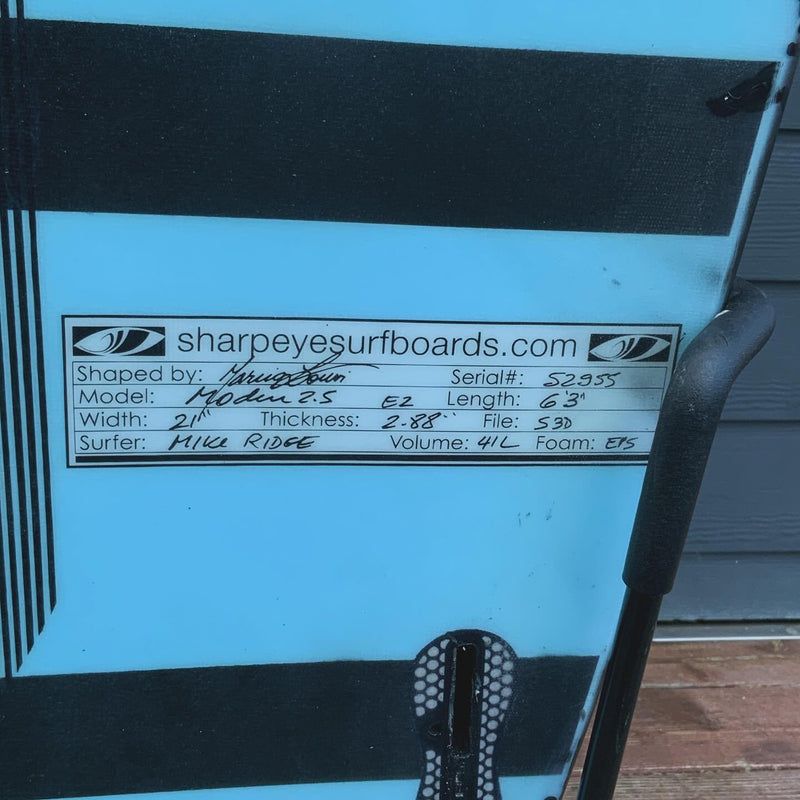 sharpeyesurfboards.com
Shaped by: Serial#: 52955
Model: Modern 2.5 E2 Length: 6'3"
Width: 21" Thickness: 2.88" File: S3D
Surfer: MIKE RIDGE Volume: 41L Foam: EPS